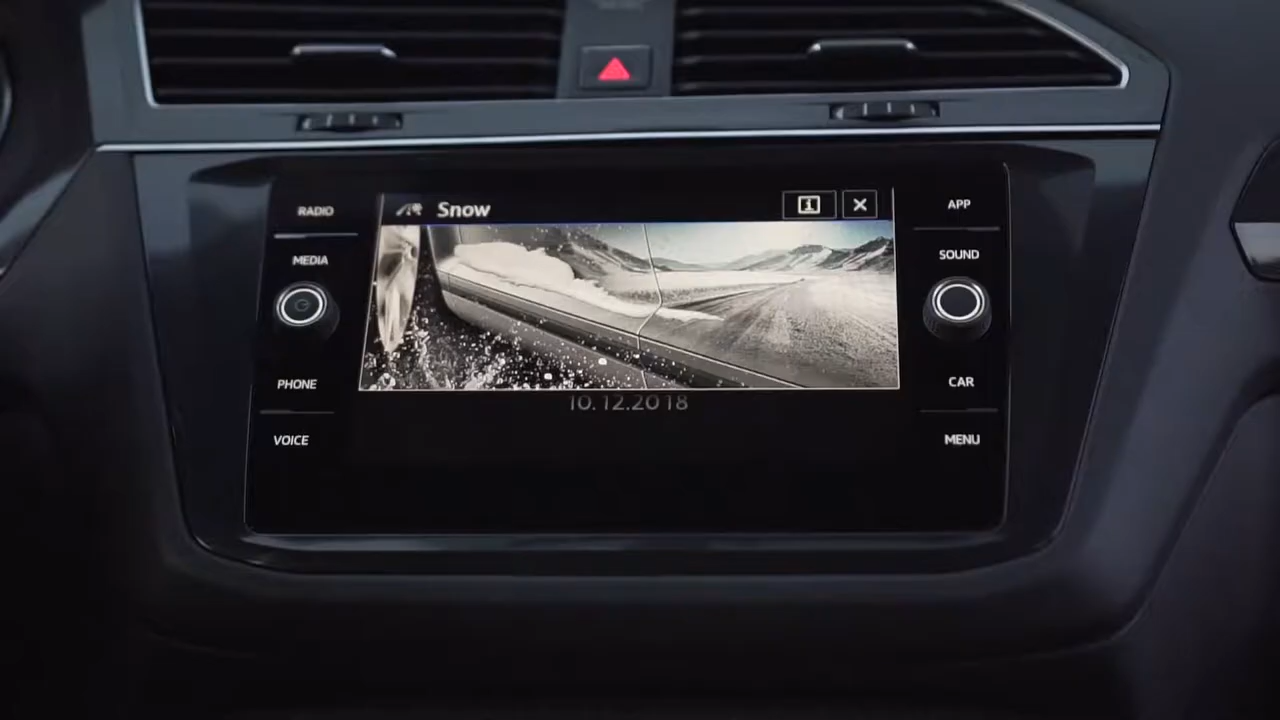 RADIO
MEDIA
PHONE
VOICE
Snow
i
10.12.2018
APP
SOUND
CAR
MENU